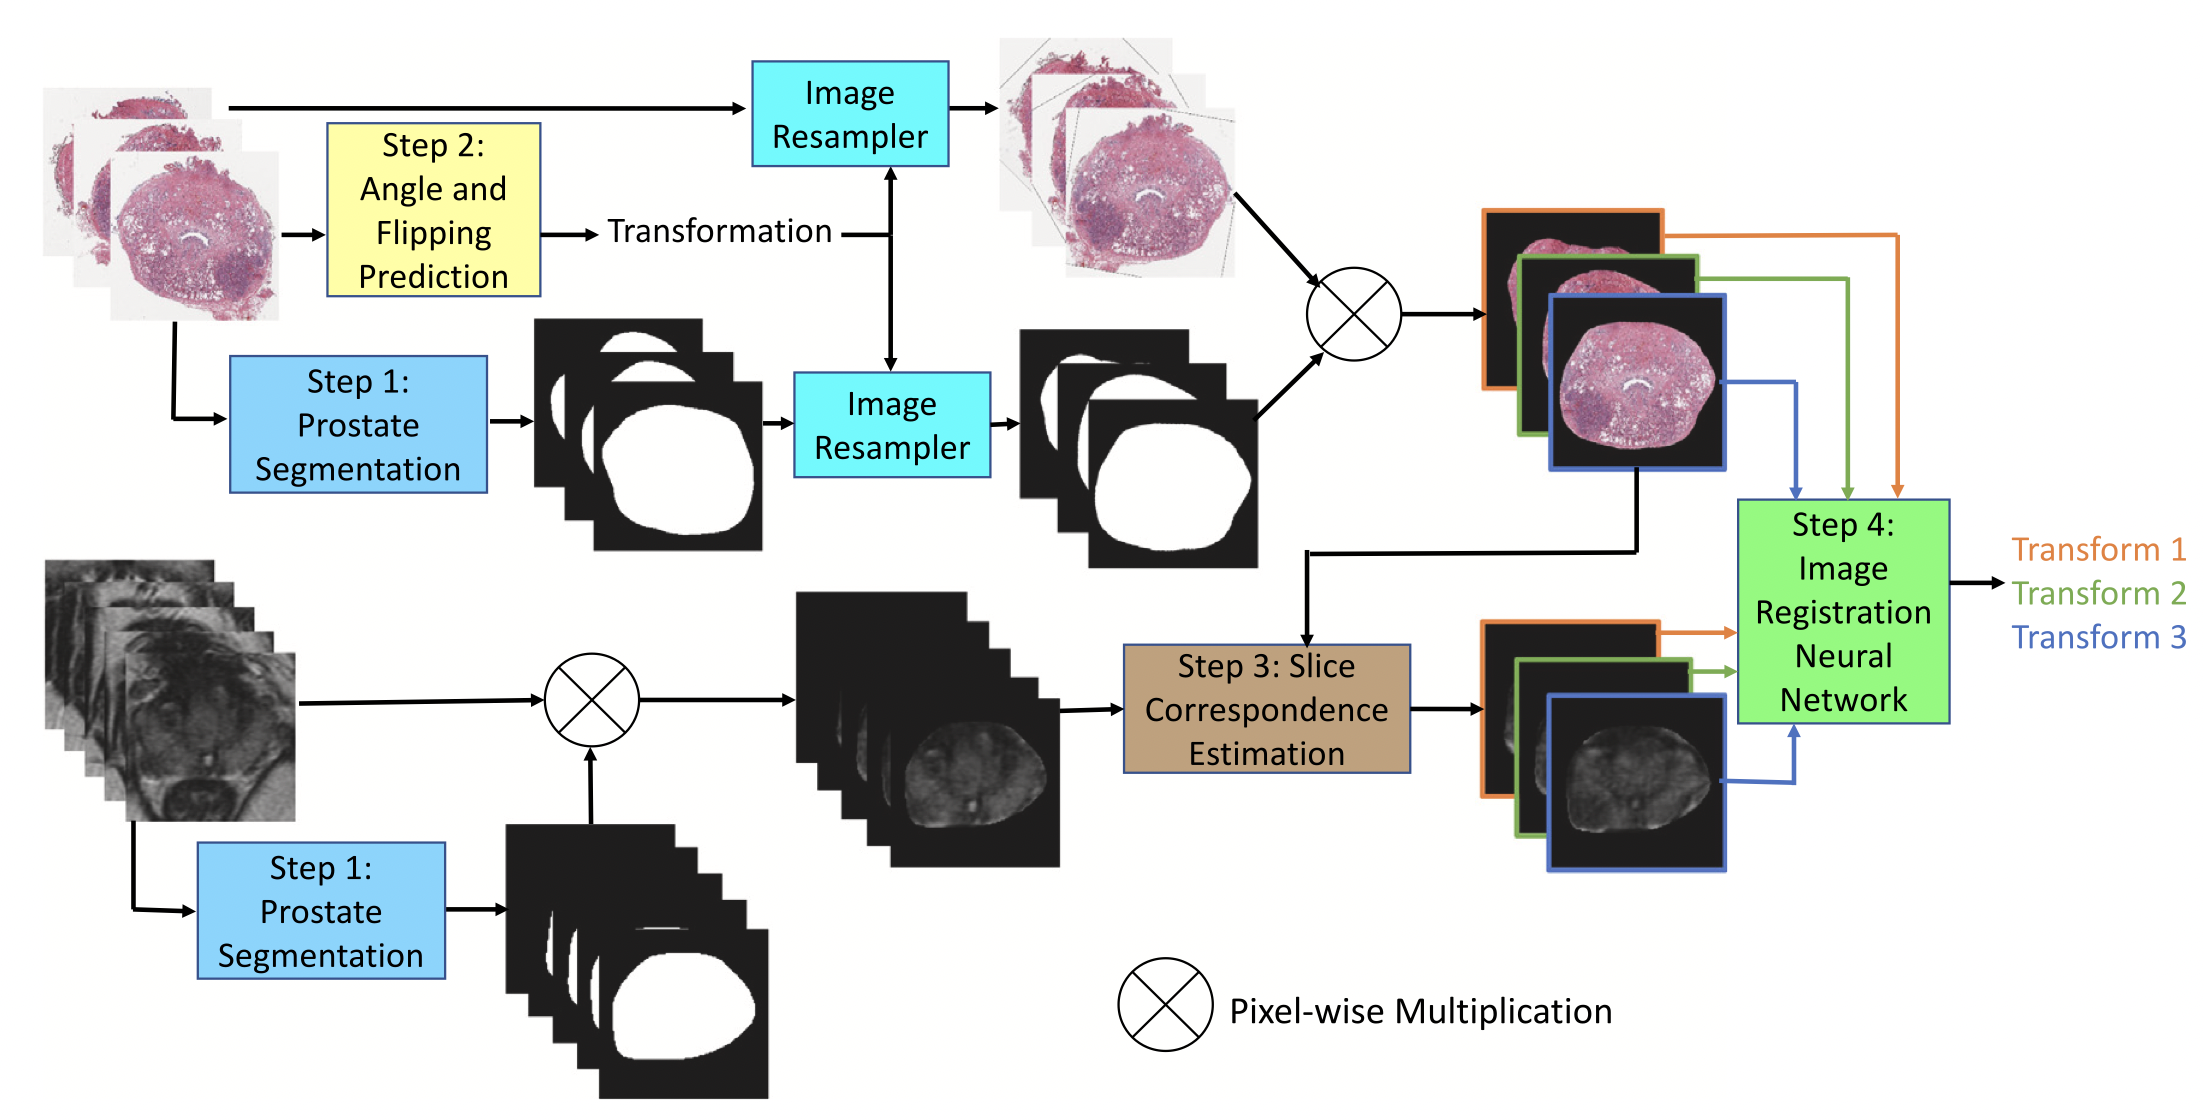 Image
Resampler
Step 2:
Angle and
Flipping
Prediction
Transformation
Step 1:
Prostate
Segmentation
Image
Resampler
Step 4:
Image
Registration
Neural
Network
Transform 1
Transform 2
Transform 3
Step 3: Slice
Correspondence
Estimation
Step 1:
Prostate
Segmentation
Pixel-wise Multiplication